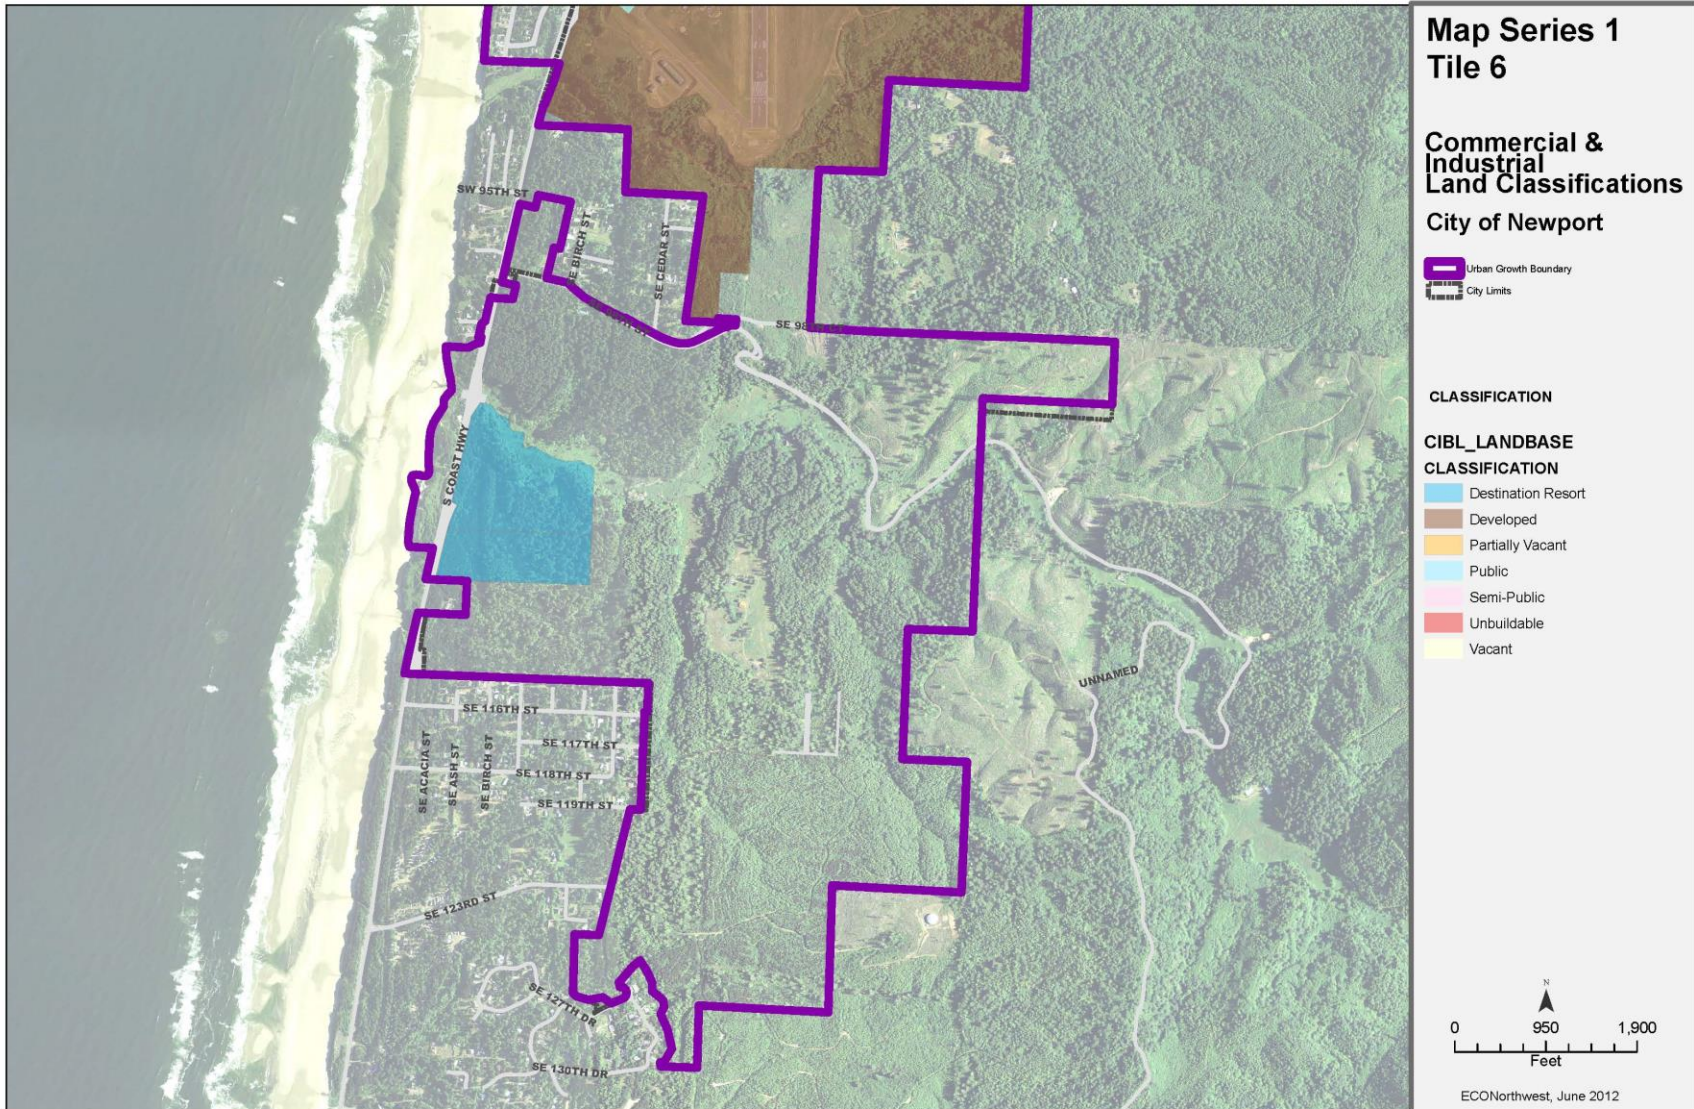 Map Series 1
Tile 6
Commercial &
Industrial
Land Classifications
City of Newport
Urban Growth Boundary
City Limits
CLASSIFICATION
CIBL_LANDBASE
CLASSIFICATION
Destination Resort
Developed
Partially Vacant
Public
Semi-Public
Unbuildable
Vacant
N
0 950 1,900
Feet
ECONorthwest, June 2012
SW 95TH ST
SE BIRCH ST
SE CEDAR ST
SE 98TH
S COAST HWY
UNNAMED
SE 116TH ST
SE 117TH ST
SE 118TH ST
SE 119TH ST
SE ACACIA ST
SE ASH ST
SE BIRCH ST
SE 123RD ST
SE 127TH DR
SE 130TH DR